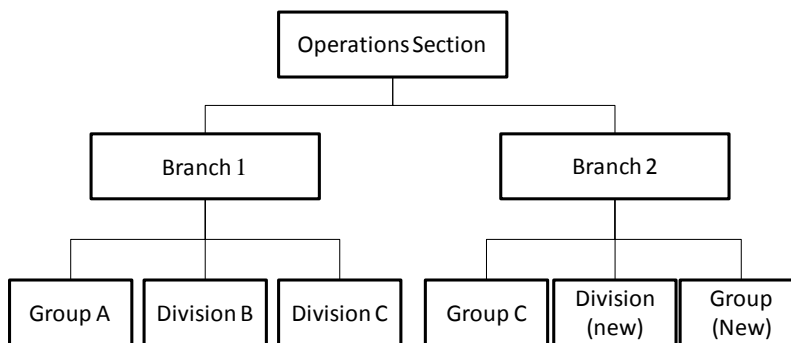 Operations Section
Branch 1
Branch 2
Group A
Division B
Division C
Group C
Division
(new)
Group
(New)